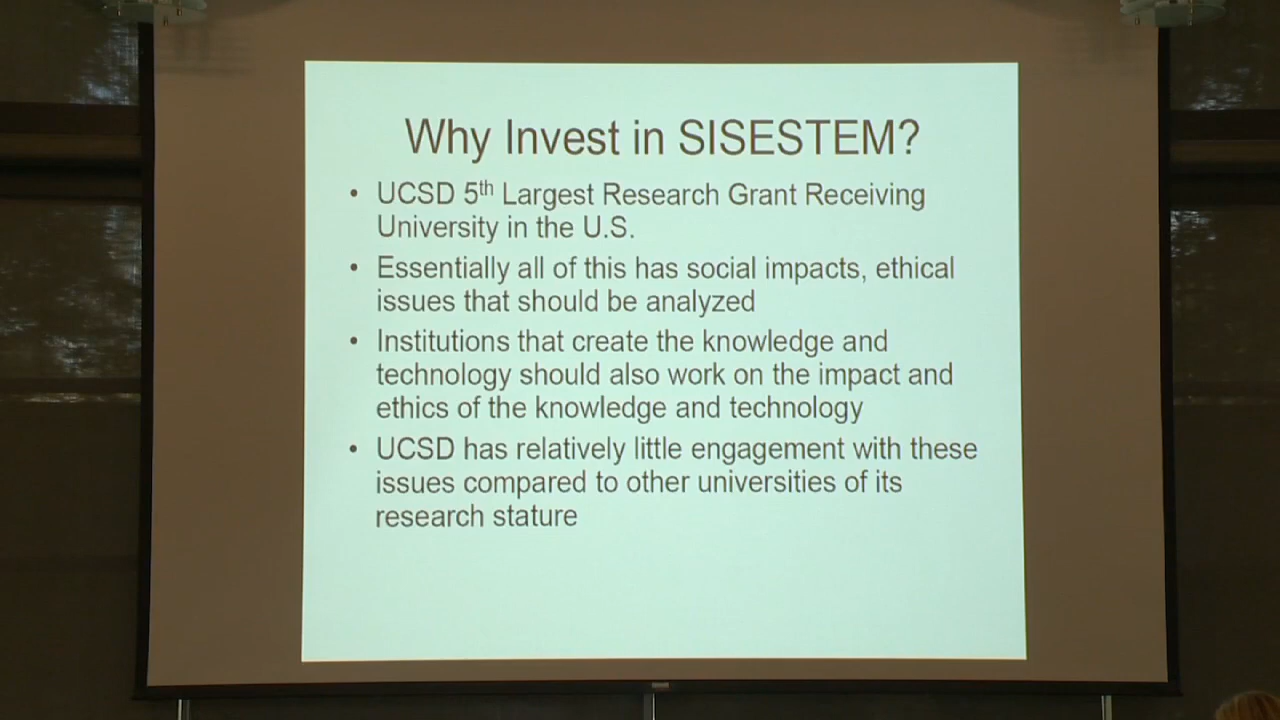 Why Invest in SISESTEM?
• UCSD 5th Largest Research Grant Receiving
University in the U.S.
• Essentially all of this has social impacts, ethical
issues that should be analyzed
• Institutions that create the knowledge and
technology should also work on the impact and
ethics of the knowledge and technology
• UCSD has relatively little engagement with these
issues compared to other universities of its
research stature